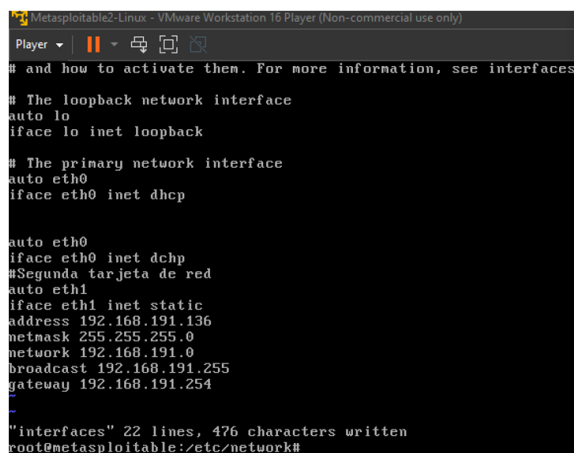 Metasploitable2-Linux - VMware Workstation 16 Player (Non-commercial use only)
Player
# and how to activate them. For more information, see interfaces
# The loopback network interface
auto lo
iface lo inet loopback
# The primary network interface
auto eth0
iface eth0 inet dhcp
auto eth0
iface eth0 inet dchp
#Segunda tarjeta de red
auto eth1
iface eth1 inet static
address 192.168.191.136
netmask 255.255.255.0
network 192.168.191.0
broadcast 192.168.191.255
gateway 192.168.191.254
~
~
"interfaces" 22 lines, 476 characters written
root@metasploitable:/etc/network#